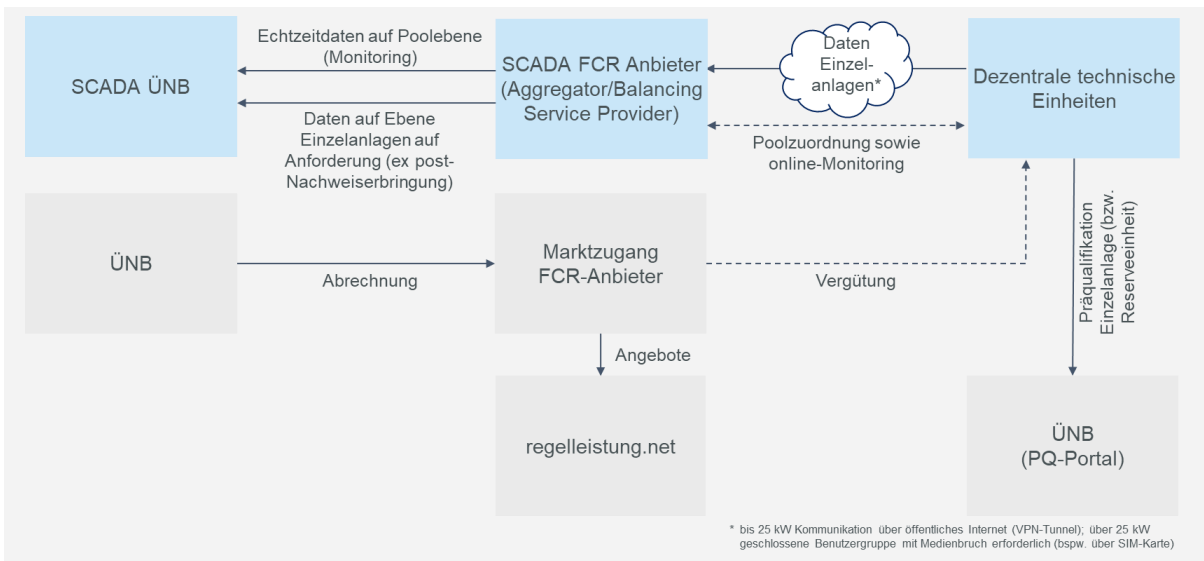 Echtzeitdaten auf Poolebene
(Monitoring)
SCADA ÜNB
Daten auf Ebene
Einzelanlagen auf
Anforderung (ex post-
Nachweiserbringung)
SCADA FCR Anbieter
(Aggregator/Balancing
Service Provider)
Daten
Einzel-
anlagen*
Poolzuordnung sowie
online-Monitoring
Dezentrale technische
Einheiten
ÜNB
Abrechnung
Marktzugang
FCR-Anbieter
Vergütung
Präqualifikation
Einzelanlage (bzw.
Reserveeinheit)
Angebote
regelleistung.net
ÜNB
(PQ-Portal)
* bis 25 kW Kommunikation über öffentliches Internet (VPN-Tunnel); über 25 kW
geschlossene Benutzergruppe mit Medienbruch erforderlich (bspw. über SIM-Karte)